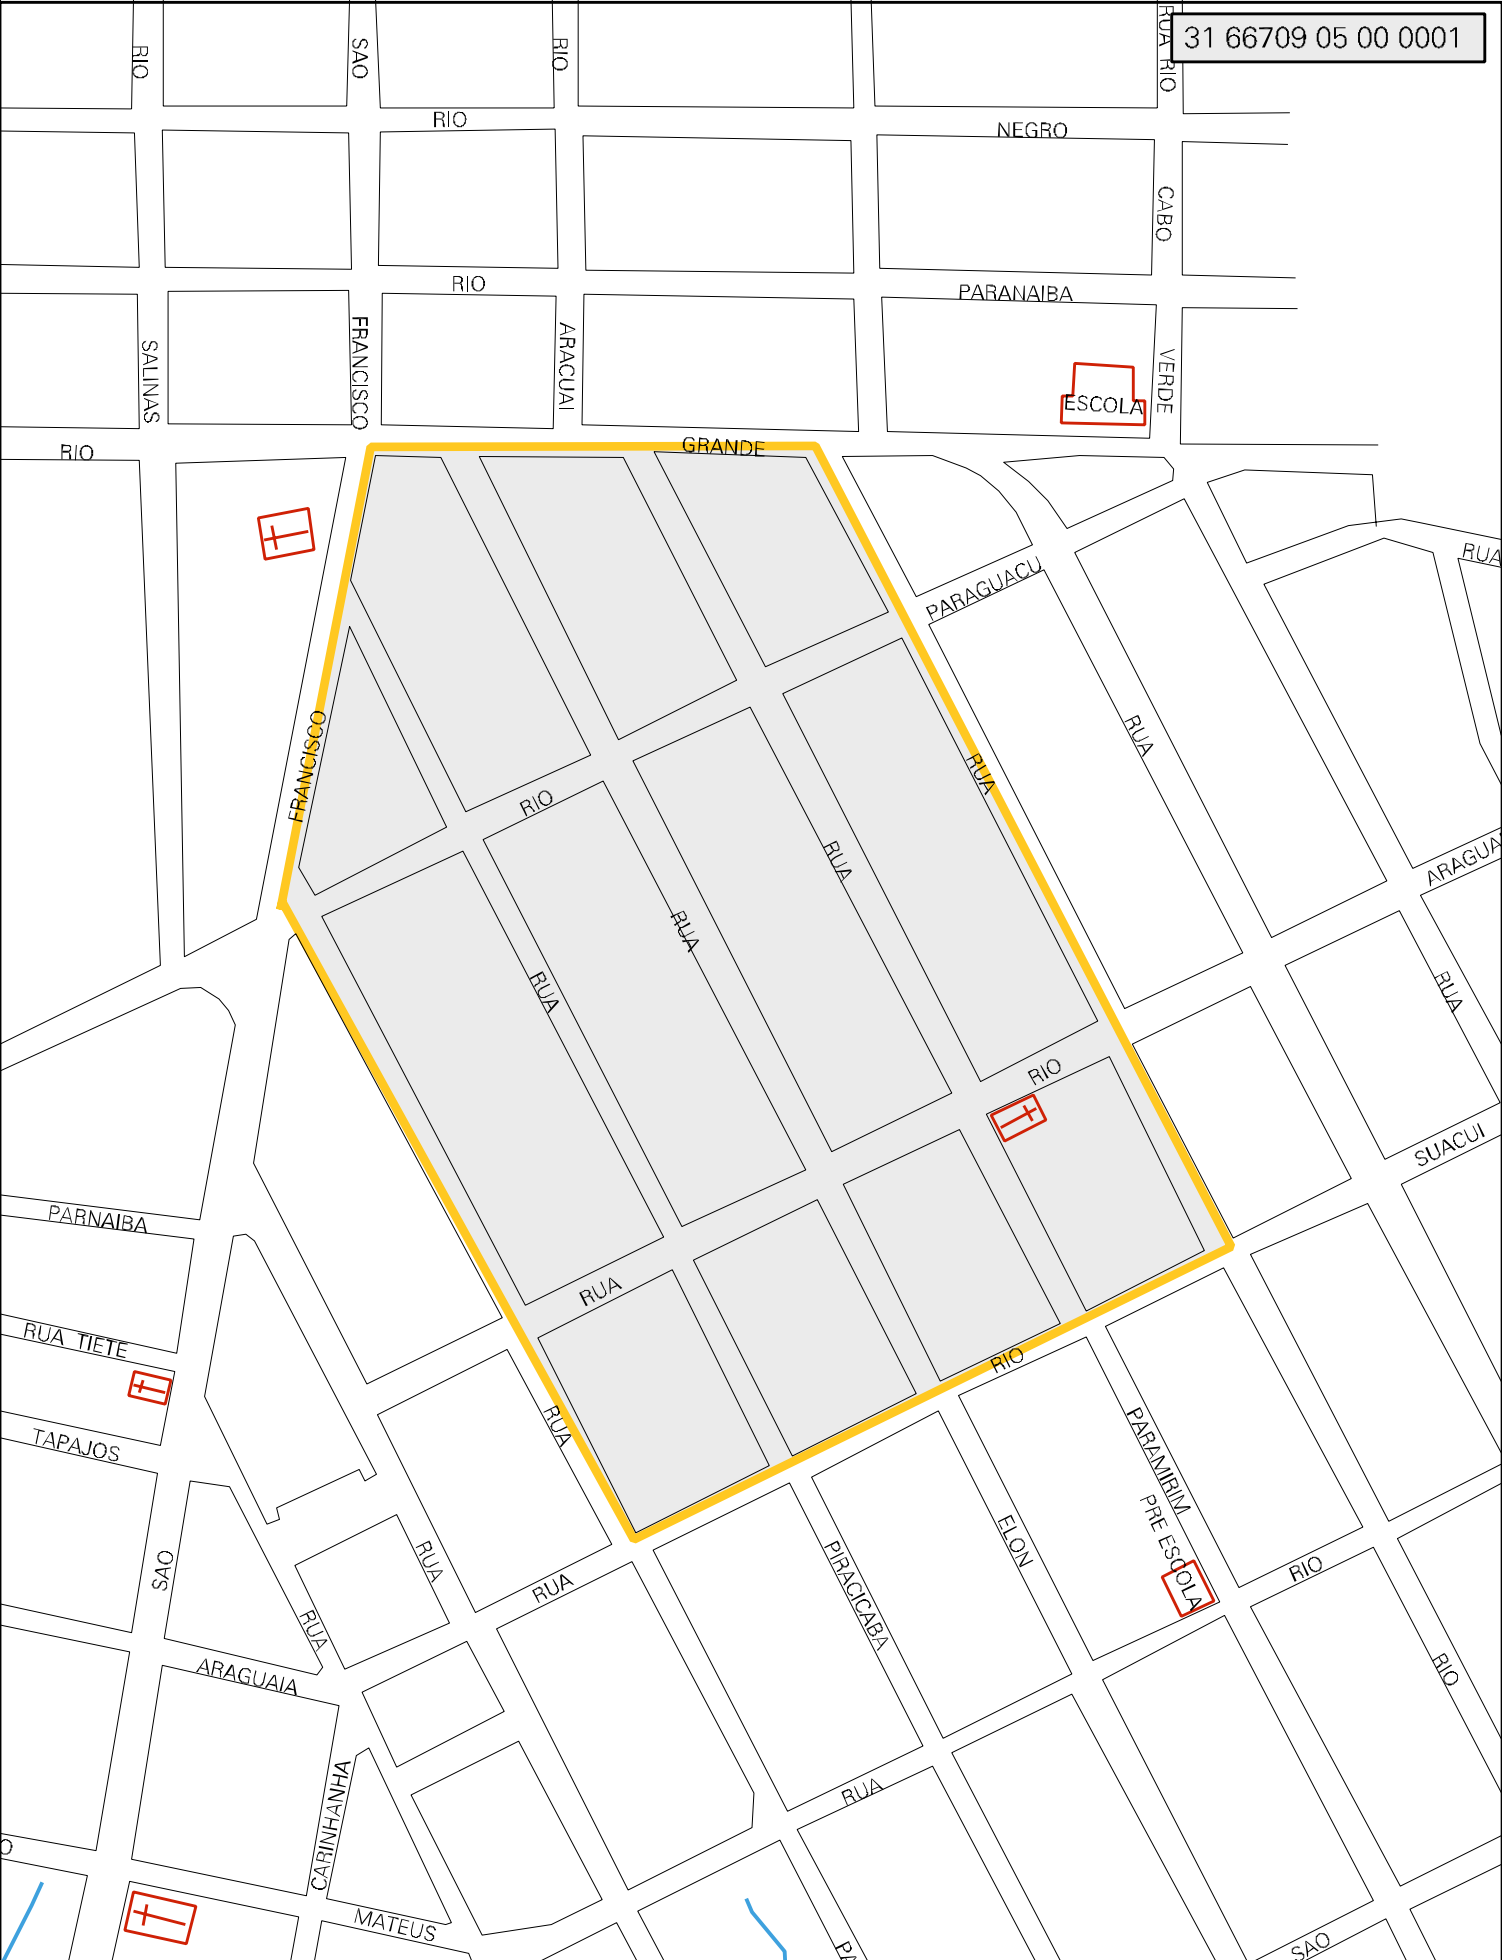 RIO
SAO
RIO
RUA RIO
31 66709 05 00 0001
RIO
NEGRO
CABO
RIO
PARANAIBA
SALINAS
FRANCISCO
ARACUAI
VERDE
ESCOLA
RIO
GRANDE
RUA
PARAGUACU
FRANCISCO
RUA
RUA
RIO
RUA
ARAGUAI
RUA
RUA
RUA
RIO
SUACUI
PARNAIBA
RUA
RUA TIETE
RIO
TAPAJOS
RUA
PARAMIRIM
PRE ESCOLA
SAO
RUA
RUA
PIRACICABA
ELON
RIO
RUA
ARAGUAIA
RIO
CARINHANHA
RUA
O
MATEUS
PA
SAO